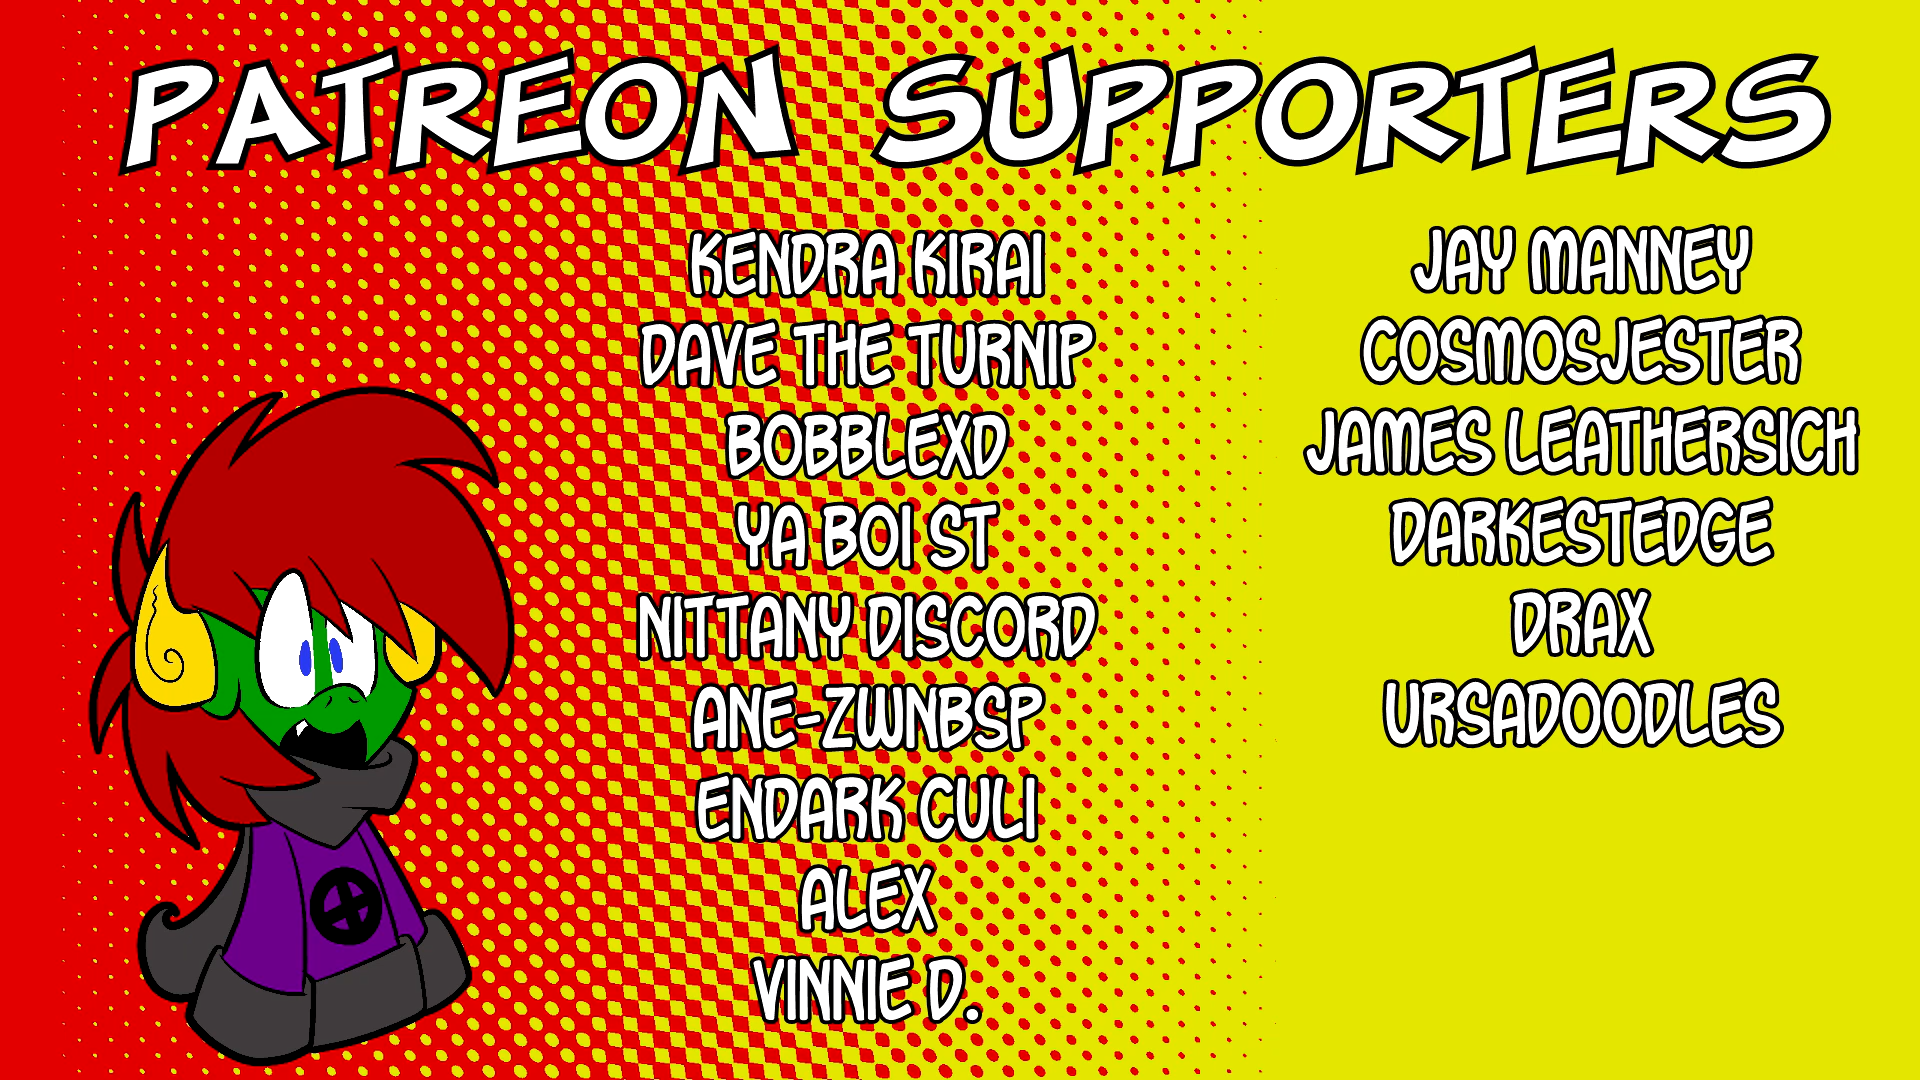 PATREON SUPPORTERS
KENDRA KIRAI
DAVE THE TURNIP
BOBBLEXD
YA BOI ST
NITTANY DISCORD
ANE-ZWNBSP
ENDARK CULI
ALEX
VINNIE D.
JAY MANNEY
COSMOSJESTER
JAMES LEATHERSICH
DARKESTEDGE
DRAX
URSADOODLES